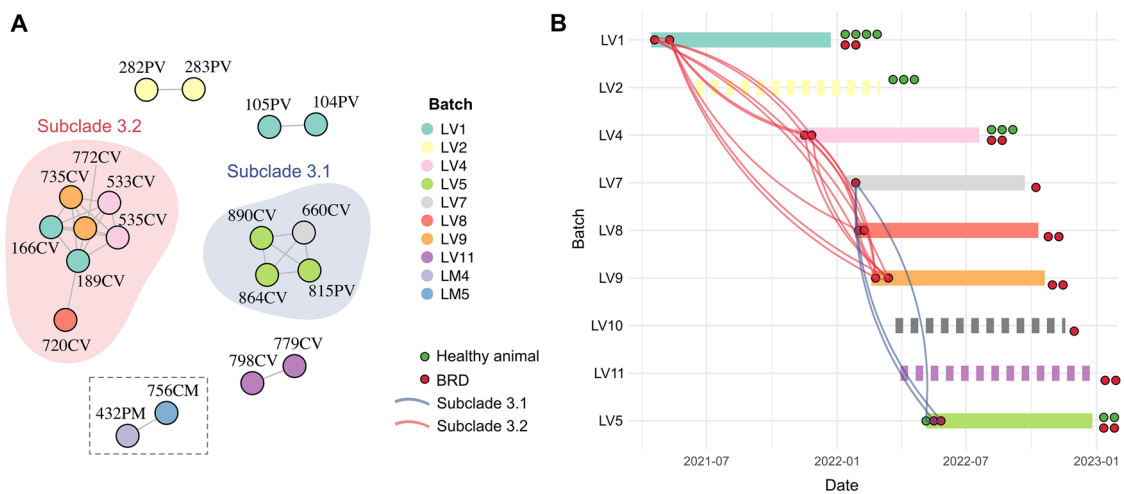 A
282PV 283PV
105PV 104PV
Subclade 3.2
772CV
735CV 533CV
535CV
166CV
189CV
720CV
Subclade 3.1
890CV 660CV
864CV 815PV
798CV 779CV
756CM
432PM
Batch
LV1
LV2
LV4
LV5
LV7
LV8
LV9
LV11
LM4
LM5
Healthy animal
BRD
Subclade 3.1
Subclade 3.2
B
Batch
LV1
LV2
LV4
LV7
LV8
LV9
LV10
LV11
LV5
2021-07 2022-01 2022-07 2023-01
Date